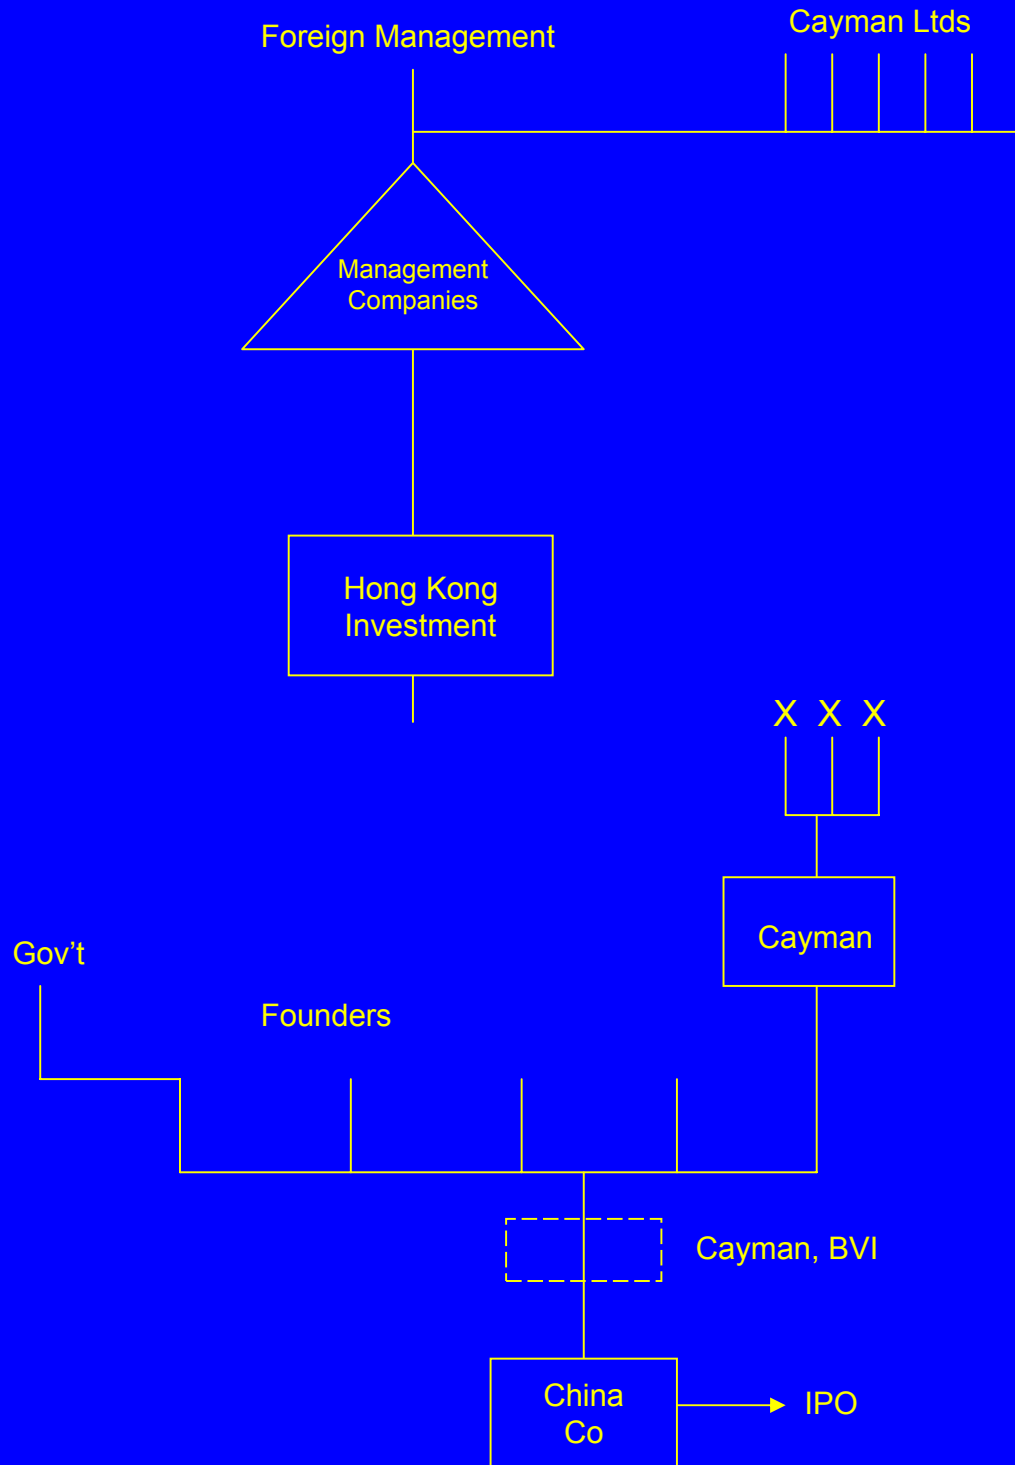 Foreign Management
Cayman Ltds
Management
Companies
Hong Kong
Investment
X X X
Cayman
Gov’t
Founders
Cayman, BVI
China
Co
IPO